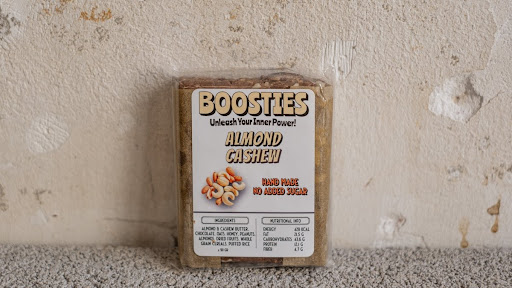 BOOSTIES
Unleash Your Inner Power!
ALMOND
CASHEW
HAND MADE
NO ADDED SUGAR
INGREDIENTS
ALMOND & CASHEW BUTTER,
CHOCOLATE, OATS, HONEY, PEANUTS,
ALMONDS, DRIED FRUITS, WHOLE
GRAIN CEREALS, PUFFED RICE
NUTRITIONAL INFO
ENERGY
FAT
CARBOHYDRATES
PROTEIN
FIBER
KCAL